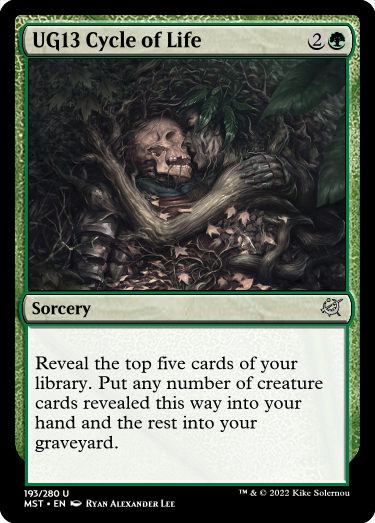 UG13 Cycle of Life 2
Sorcery
Reveal the top five cards of your
library. Put any number of creature
cards revealed this way into your
hand and the rest into your
graveyard.
193/280 U
MST • EN Ryan Alexander Lee
™ & © 2022 Kike Solernou